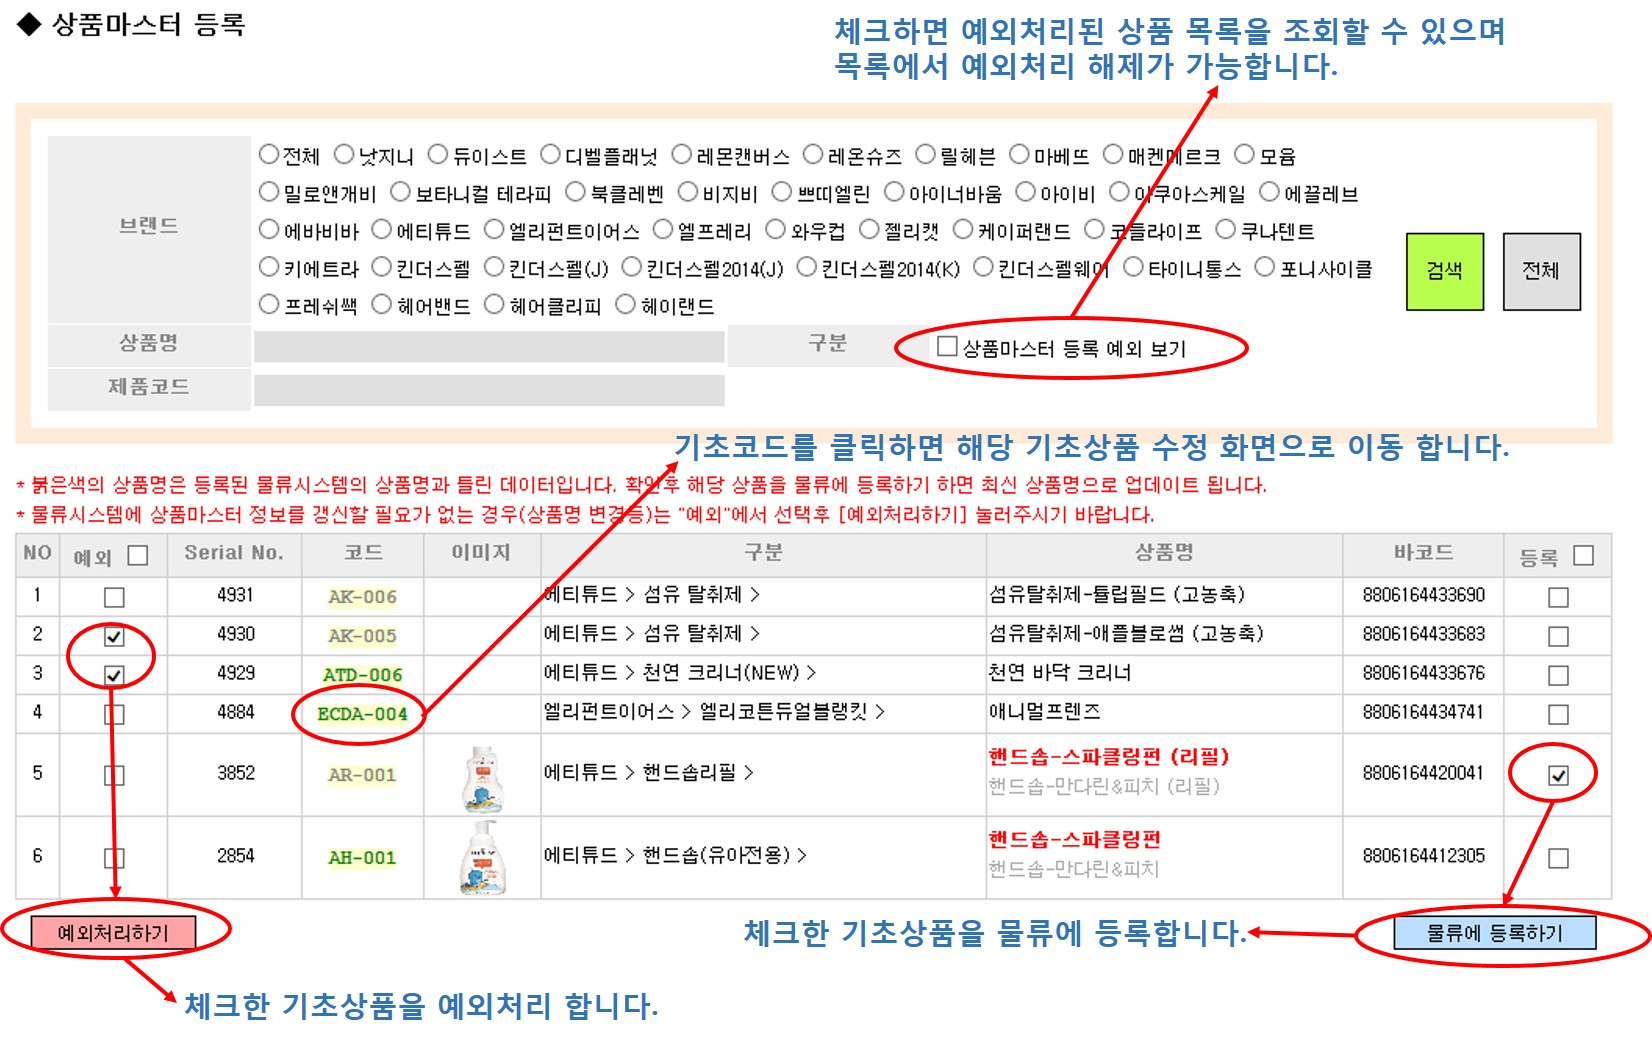 ◆ 상품마스터 등록
체크하면 예외처리된 상품 목록을 조회할 수 있으며
목록에서 예외처리 해제가 가능합니다.
브랜드
전체 낫지니 듀이스트 디벨플래닛 레몬캔버스 레온슈즈 릴헤븐 마베뜨 매켄메르크 모윰
밀로앤개비 보타니컬 테라피 북클레벤 비지비 쁘띠엘린 아이너바움 아이비 아쿠아스케일 에끌레브
에바비바 에티튜드 엘리펀트이어스 엘프레리 와우컵 젤리캣 케이퍼랜드 코들라이프 쿠나텐트
키에트라 킨더스펠 킨더스펠(J) 킨더스펠2014(J) 킨더스펠2014(K) 킨더스펠웨어 타이니통스 포니사이클
프레쉬쌕 헤어밴드 헤어클리피 헤이랜드
검색 전체
상품명 구분 상품마스터 등록 예외 보기
제품코드
기초코드를 클릭하면 해당 기초상품 수정 화면으로 이동 합니다.
* 붉은색의 상품명은 등록된 물류시스템의 상품명과 틀린 데이터입니다. 확인후 해당 상품을 물류에 등록하기 하면 최신 상품명으로 업데이트 됩니다.
* 물류시스템에 상품마스터 정보를 갱신할 필요가 없는 경우(상품명 변경등)는 "예외"에서 선택후 [예외처리하기] 눌러주시기 바랍니다.
NO 예외 Serial No. 코드 이미지 구분 상품명 바코드 등록
1 4931 AK-006 에티튜드 > 섬유 탈취제 > 섬유탈취제-튤립필드 (고농축) 8806164433690
2 4930 AK-005 에티튜드 > 섬유 탈취제 > 섬유탈취제-애플블로썸 (고농축) 8806164433683
3 4929 ATD-006 에티튜드 > 천연 크리너(NEW) > 천연 바닥 크리너 8806164433676
4 4884 ECDA-004 엘리펀트이어스 > 엘리코튼듀얼블랭킷 > 애니멀프렌즈 8806164434741
5 3852 AR-001 에티튜드 > 핸드솝리필 > 핸드솝-스파클링펀 (리필) 8806164420041
핸드솝-만다린&피치 (리필)
6 2854 AH-001 에티튜드 > 핸드솝(유아전용) > 핸드솝-스파클링펀 8806164412305
핸드솝-만다린&피치
예외처리하기 체크한 기초상품을 물류에 등록합니다. 물류에 등록하기
체크한 기초상품을 예외처리 합니다.